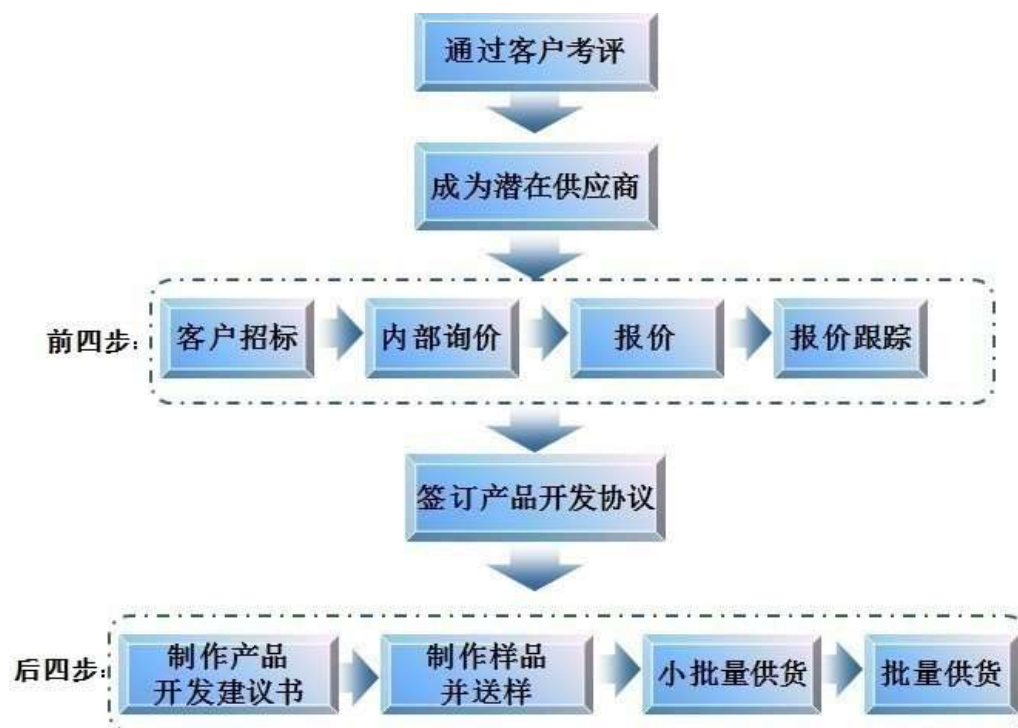 通过客户考评
成为潜在供应商
前四步:
客户招标
内部询价
报价
报价跟踪
签订产品开发协议
后四步:
制作产品
开发建议书
制作样品
并送样
小批量供货
批量供货